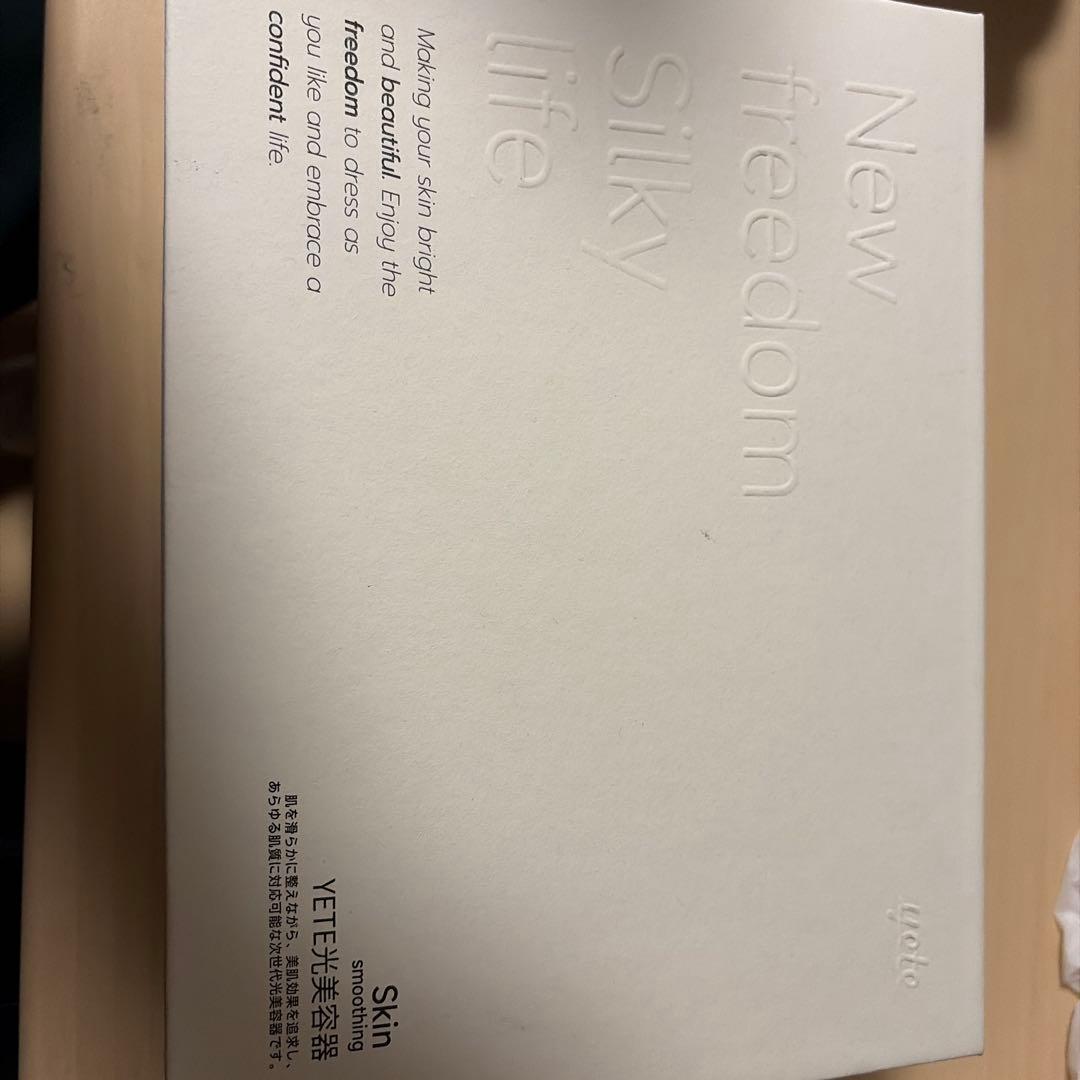 New
freedom
Silky
life
yete
Making your skin bright
and beautiful. Enjoy the
freedom to dress as
you like and embrace a
confident life.
Skin
smoothing
YETE光美容器
肌を滑らかに整えながら、美肌効果を追求し、
あらゆる肌質に対応可能な次世代光美容器です。